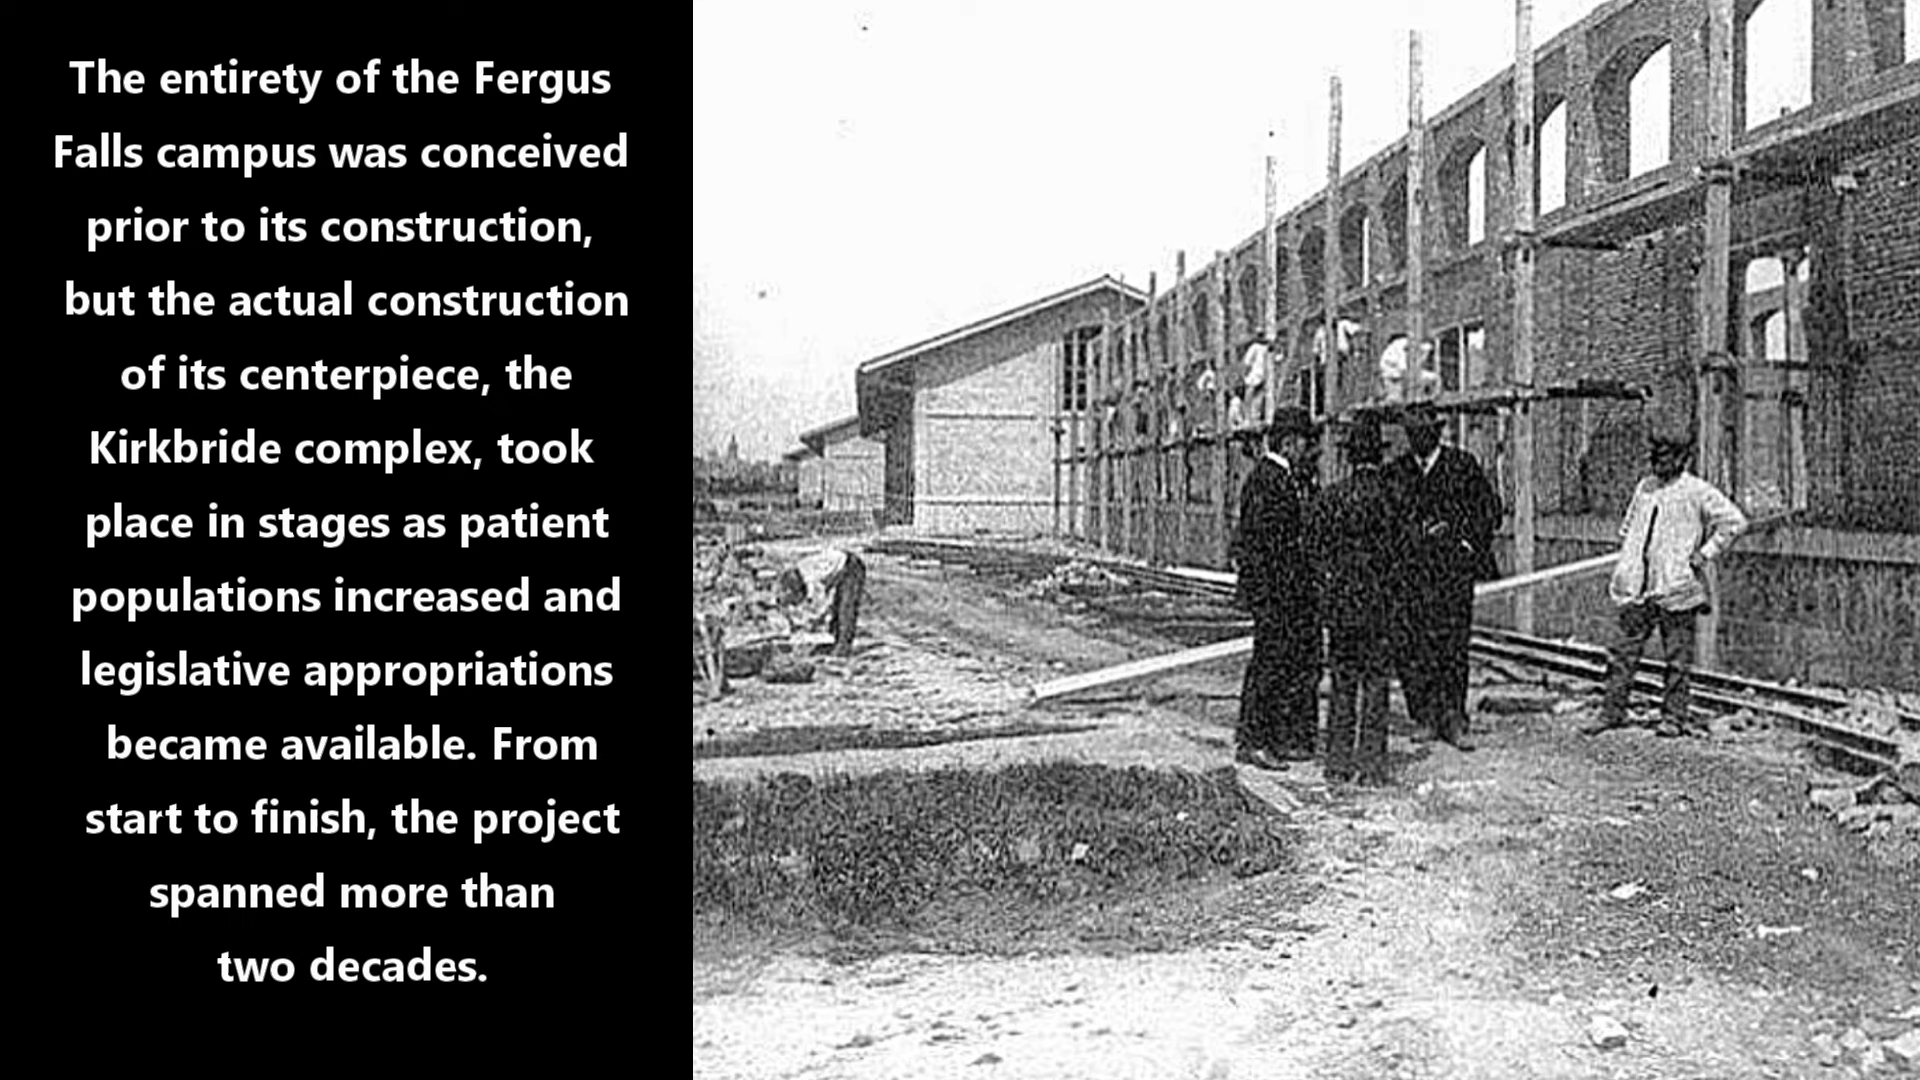 The entirety of the Fergus
Falls campus was conceived
prior to its construction,
but the actual construction
of its centerpiece, the
Kirkbride complex, took
place in stages as patient
populations increased and
legislative appropriations
became available. From
start to finish, the project
spanned more than
two decades.